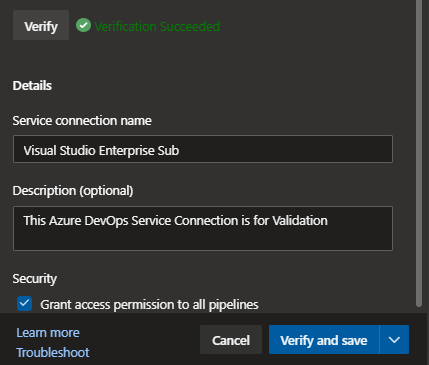 Verify
Verification Succeeded
Details
Service connection name
Visual Studio Enterprise Sub
Description (optional)
This Azure DevOps Service Connection is for Validation
Security
Grant access permission to all pipelines
Learn more
Troubleshoot
Cancel
Verify and save